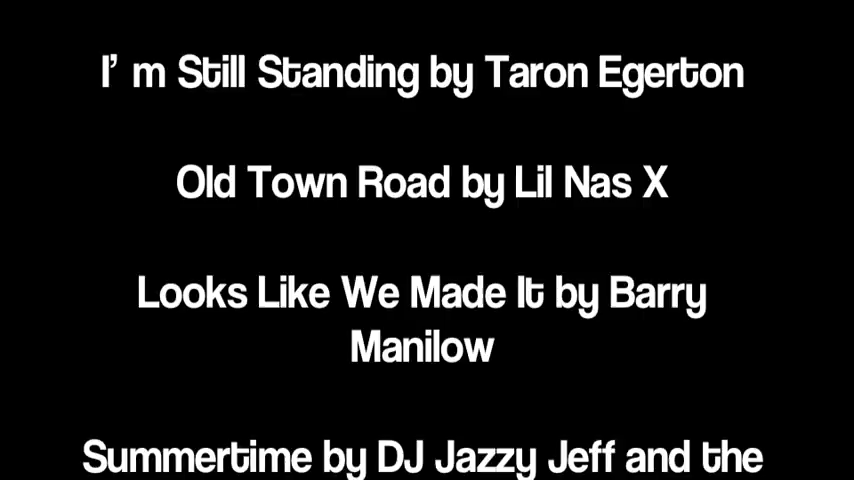 I’ m Still Standing by Taron Egerton
Old Town Road by Lil Nas X
Looks Like We Made It by Barry
Manilow
Summertime by DJ Jazzy Jeff and the